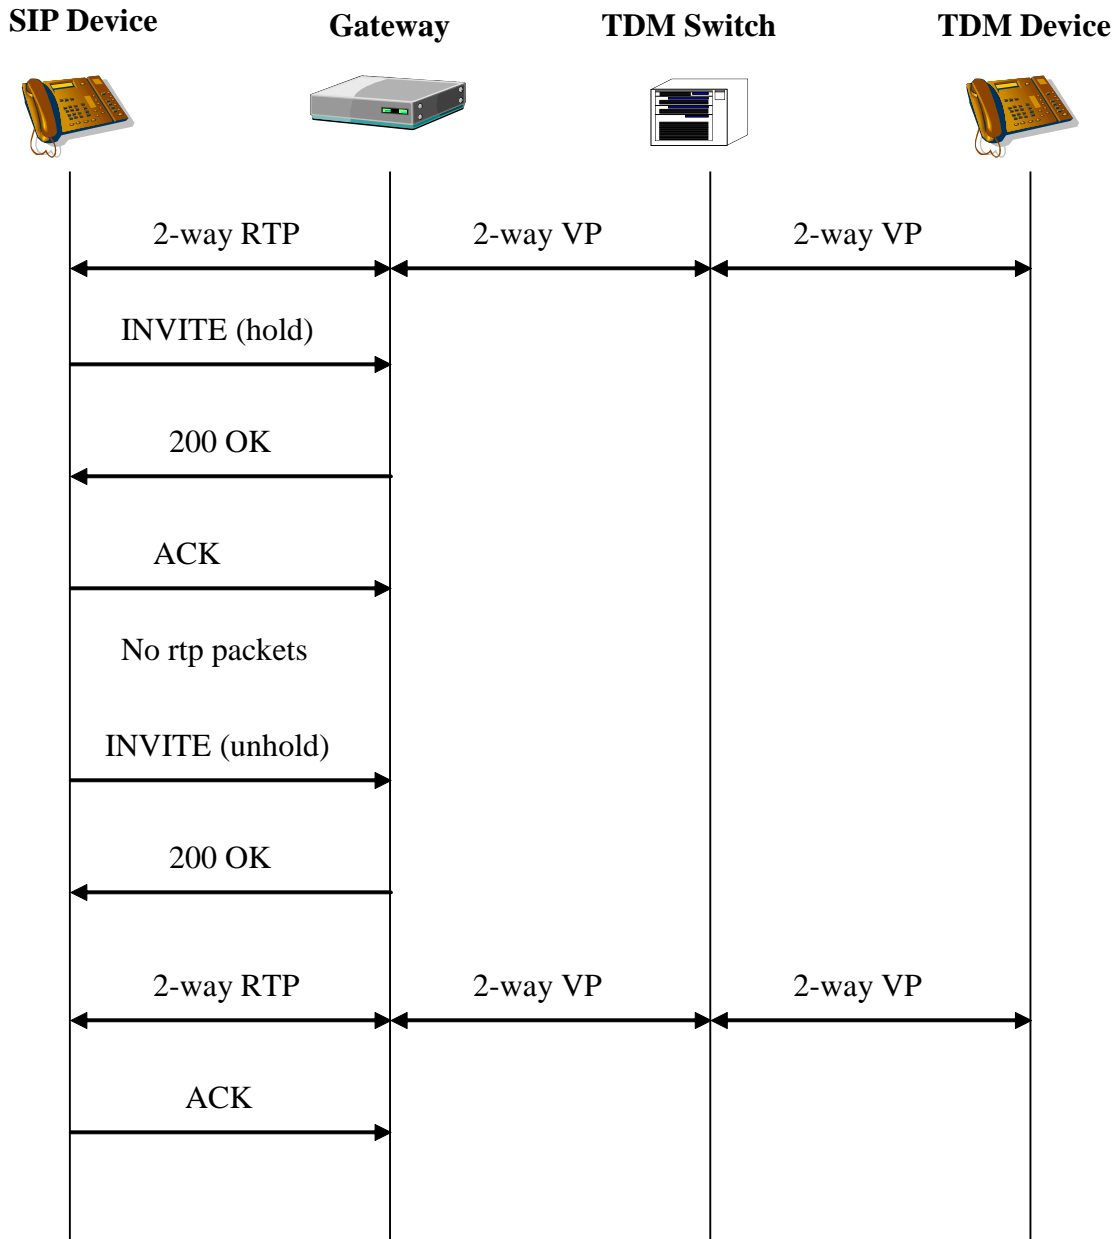 SIP Device
Gateway
TDM Switch
TDM Device
2-way RTP
2-way VP
2-way VP
INVITE (hold)
200 OK
ACK
No rtp packets
INVITE (unhold)
200 OK
2-way RTP
2-way VP
2-way VP
ACK